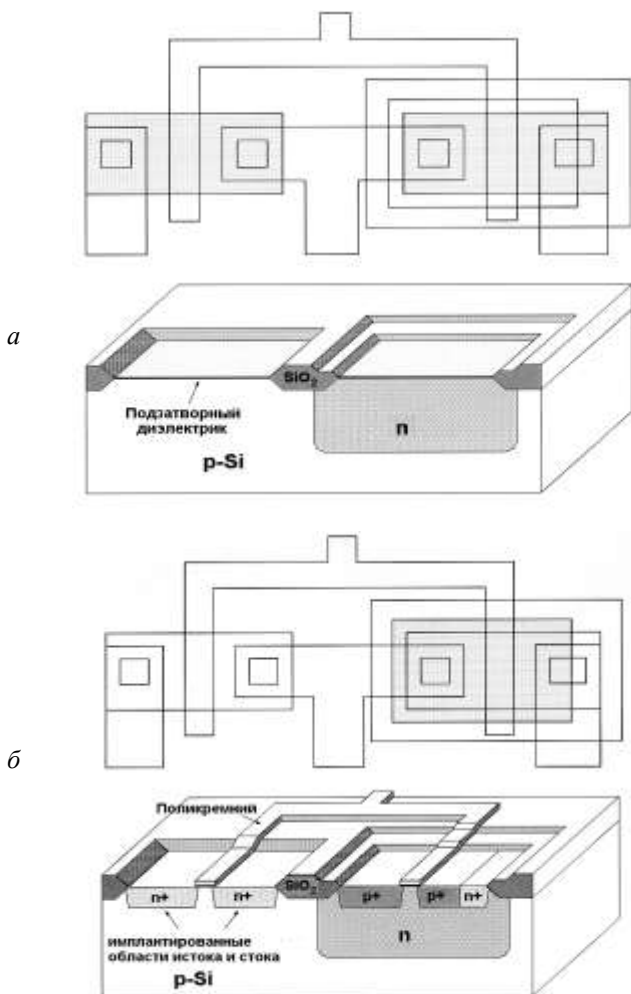 а
SiO2
Подзатворный
диэлектрик
n
p-Si
б
Поликремний
n+
n+
SiO2
p+
p+
n+
n
имплантированные
области истока и стока
p-Si